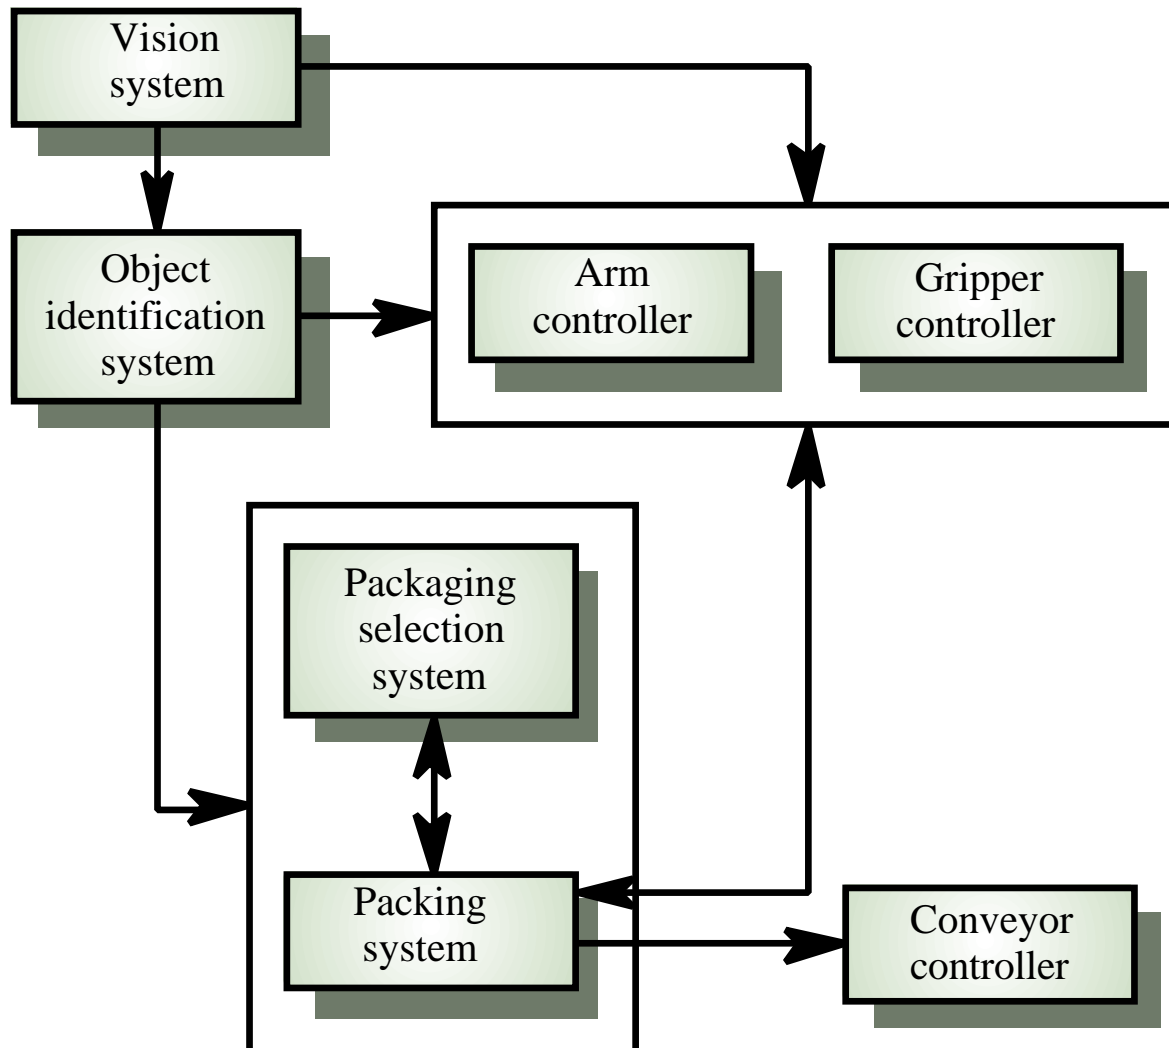 Vision
system
Object
identification
system
Arm
controller
Gripper
controller
Packaging
selection
system
Packing
system
Conveyor
controller